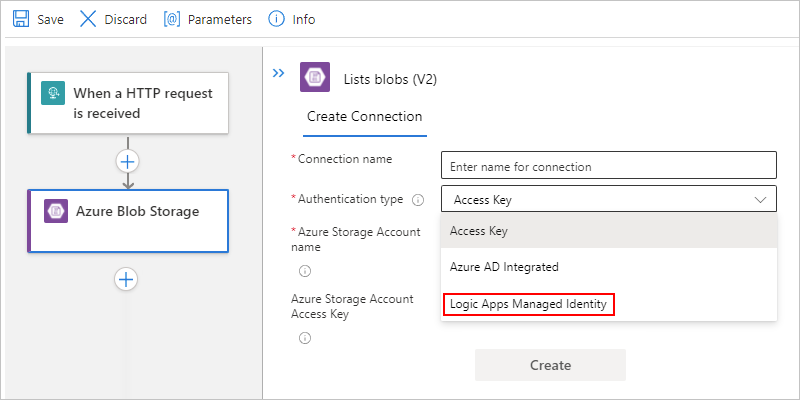 Save
Discard
[@] Parameters
Info
When a HTTP request
is received
Azure Blob Storage
Lists blobs (V2)
Create Connection
*Connection name
Enter name for connection
*Authentication type
Access Key
*Azure Storage Account
name
Access Key
Azure AD Integrated
Logic Apps Managed Identity
Azure Storage Account
Access Key
Create